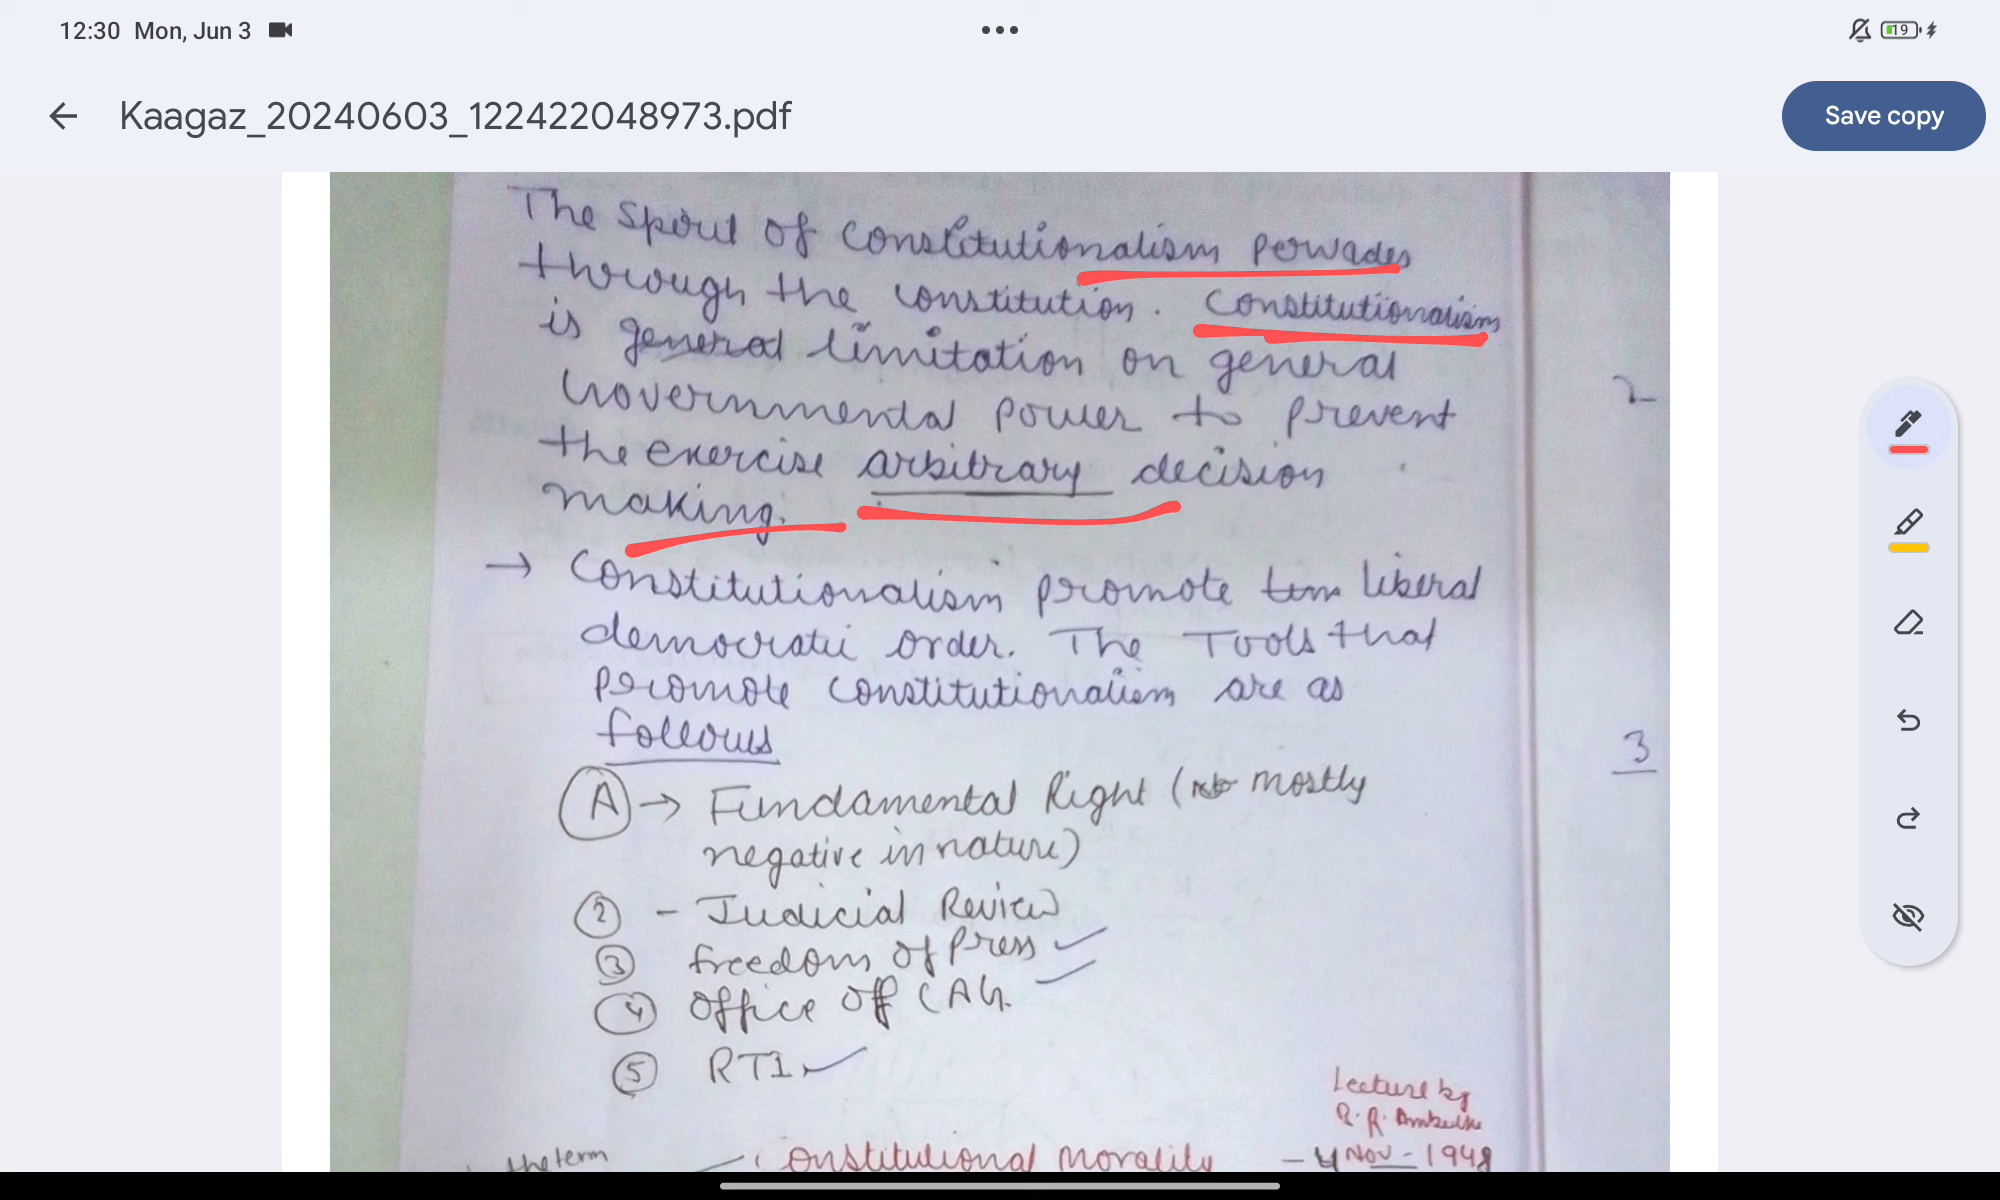 12:30 Mon, Jun 3
19
Kaagaz_20240603_122422048973.pdf
Save copy
The spirit of constitutionalism pervades
through the constitution. Constitutionalism
is general limitation on general
Governmental power to prevent
the exercise arbitrary decision
making.
→ Constitutionalism promote liberal
democratic order. The Tools that
promote constitutionalism are as
follows
A → Fundamental Right ( mostly
negative in nature)
2 - Judicial Review
3 freedom of Press
4 office of CAG.
5 RTI
2
3
Lecture by
B. R. Ambedkar
the term Constitutional morality - 4 Nov - 1948